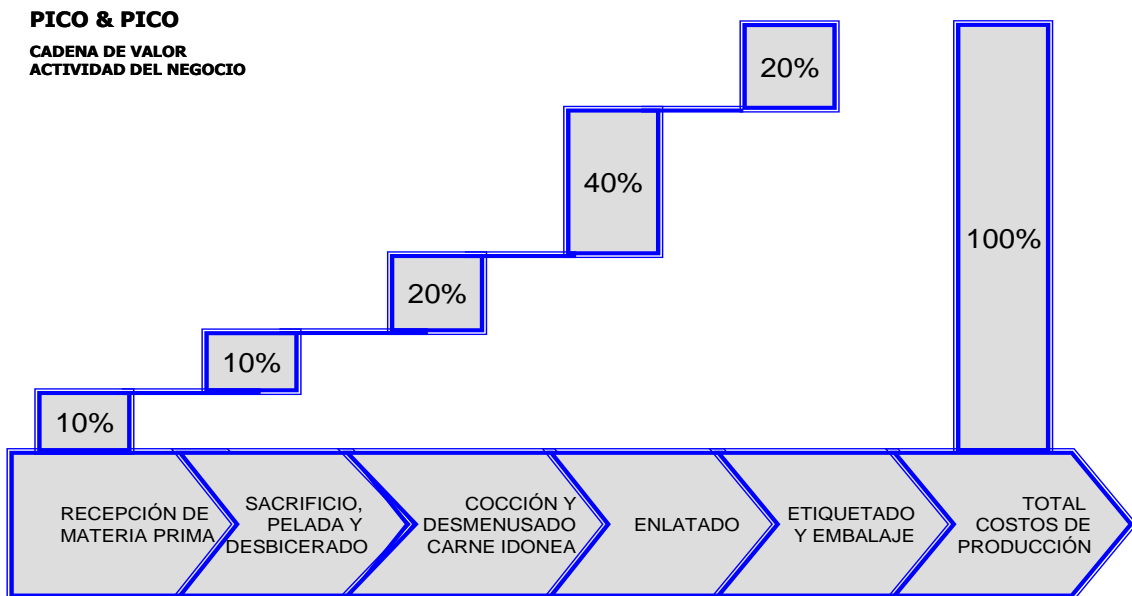 PICO & PICO
CADENA DE VALOR
ACTIVIDAD DEL NEGOCIO
20%
40%
100%
20%
10%
10%
RECEPCIÓN DE
MATERIA PRIMA
SACRIFICIO,
PELADA Y
DESBICERADO
COCCIÓN Y
DESMENUSADO
CARNE IDONEA
ENLATADO
ETIQUETADO
Y EMBALAJE
TOTAL
COSTOS DE
PRODUCCIÓN